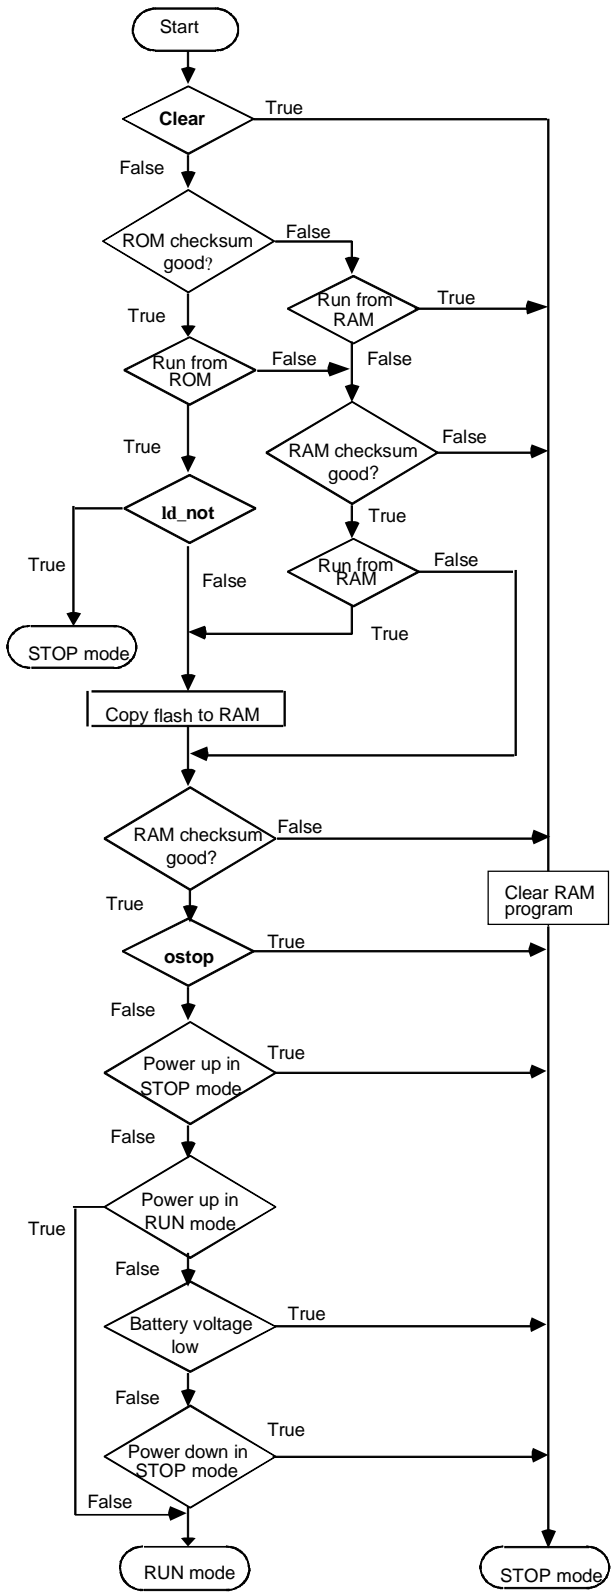 Start
Clear
True
False
ROM checksum
good?
False
Run from
RAM
True
True
False
Run from
ROM
False
True
RAM checksum
good?
False
ld_not
True
True
False
Run from
RAM
False
True
STOP mode
Copy flash to RAM
RAM checksum
good?
False
True
Clear RAM
program
ostop
True
False
Power up in
STOP mode
True
False
Power up in
RUN mode
True
False
Battery voltage
low
True
False
Power down in
STOP mode
True
False
RUN mode
STOP mode